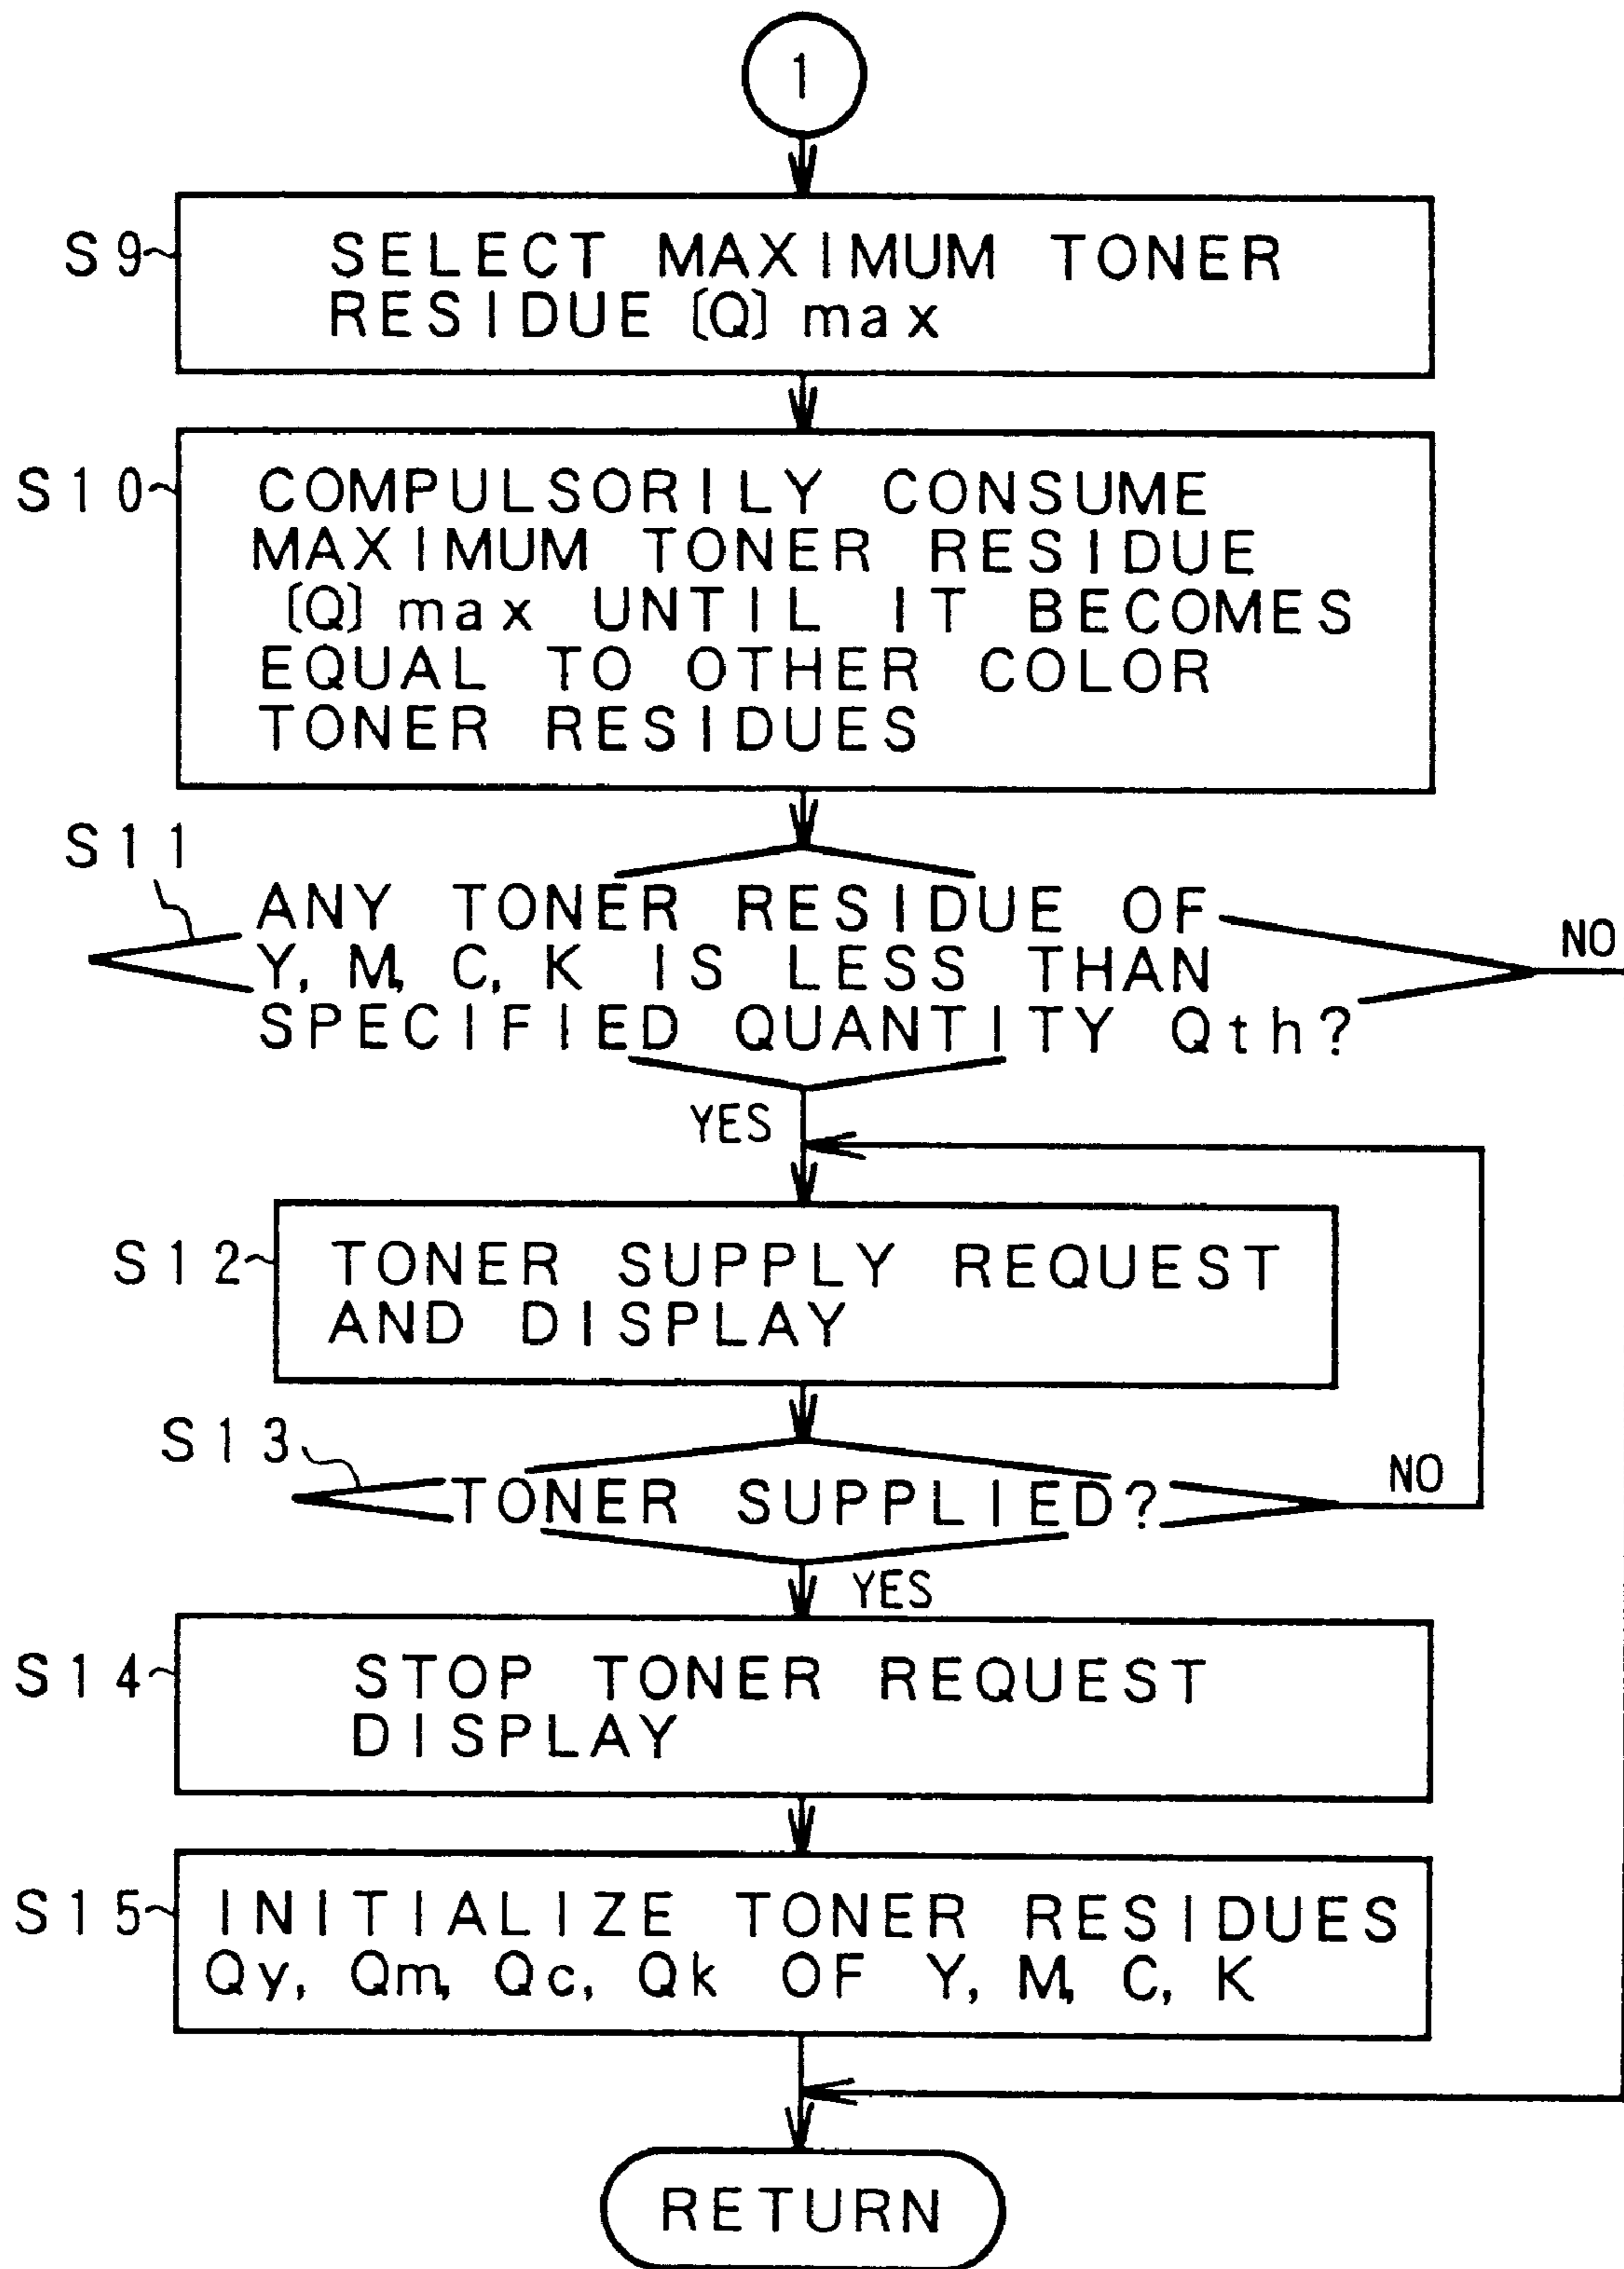 1
S9
SELECT MAXIMUM TONER
RESIDUE [Q] max
S10
COMPULSORILY CONSUME
MAXIMUM TONER RESIDUE
[Q] max UNTIL IT BECOMES
EQUAL TO OTHER COLOR
TONER RESIDUES
S11
ANY TONER RESIDUE OF
Y, M, C, K IS LESS THAN
SPECIFIED QUANTITY Qth?
NO
YES
S12
TONER SUPPLY REQUEST
AND DISPLAY
S13
TONER SUPPLIED?
NO
YES
S14
STOP TONER REQUEST
DISPLAY
S15
INITIALIZE TONER RESIDUES
Qy, Qm, Qc, Qk OF Y, M, C, K
RETURN